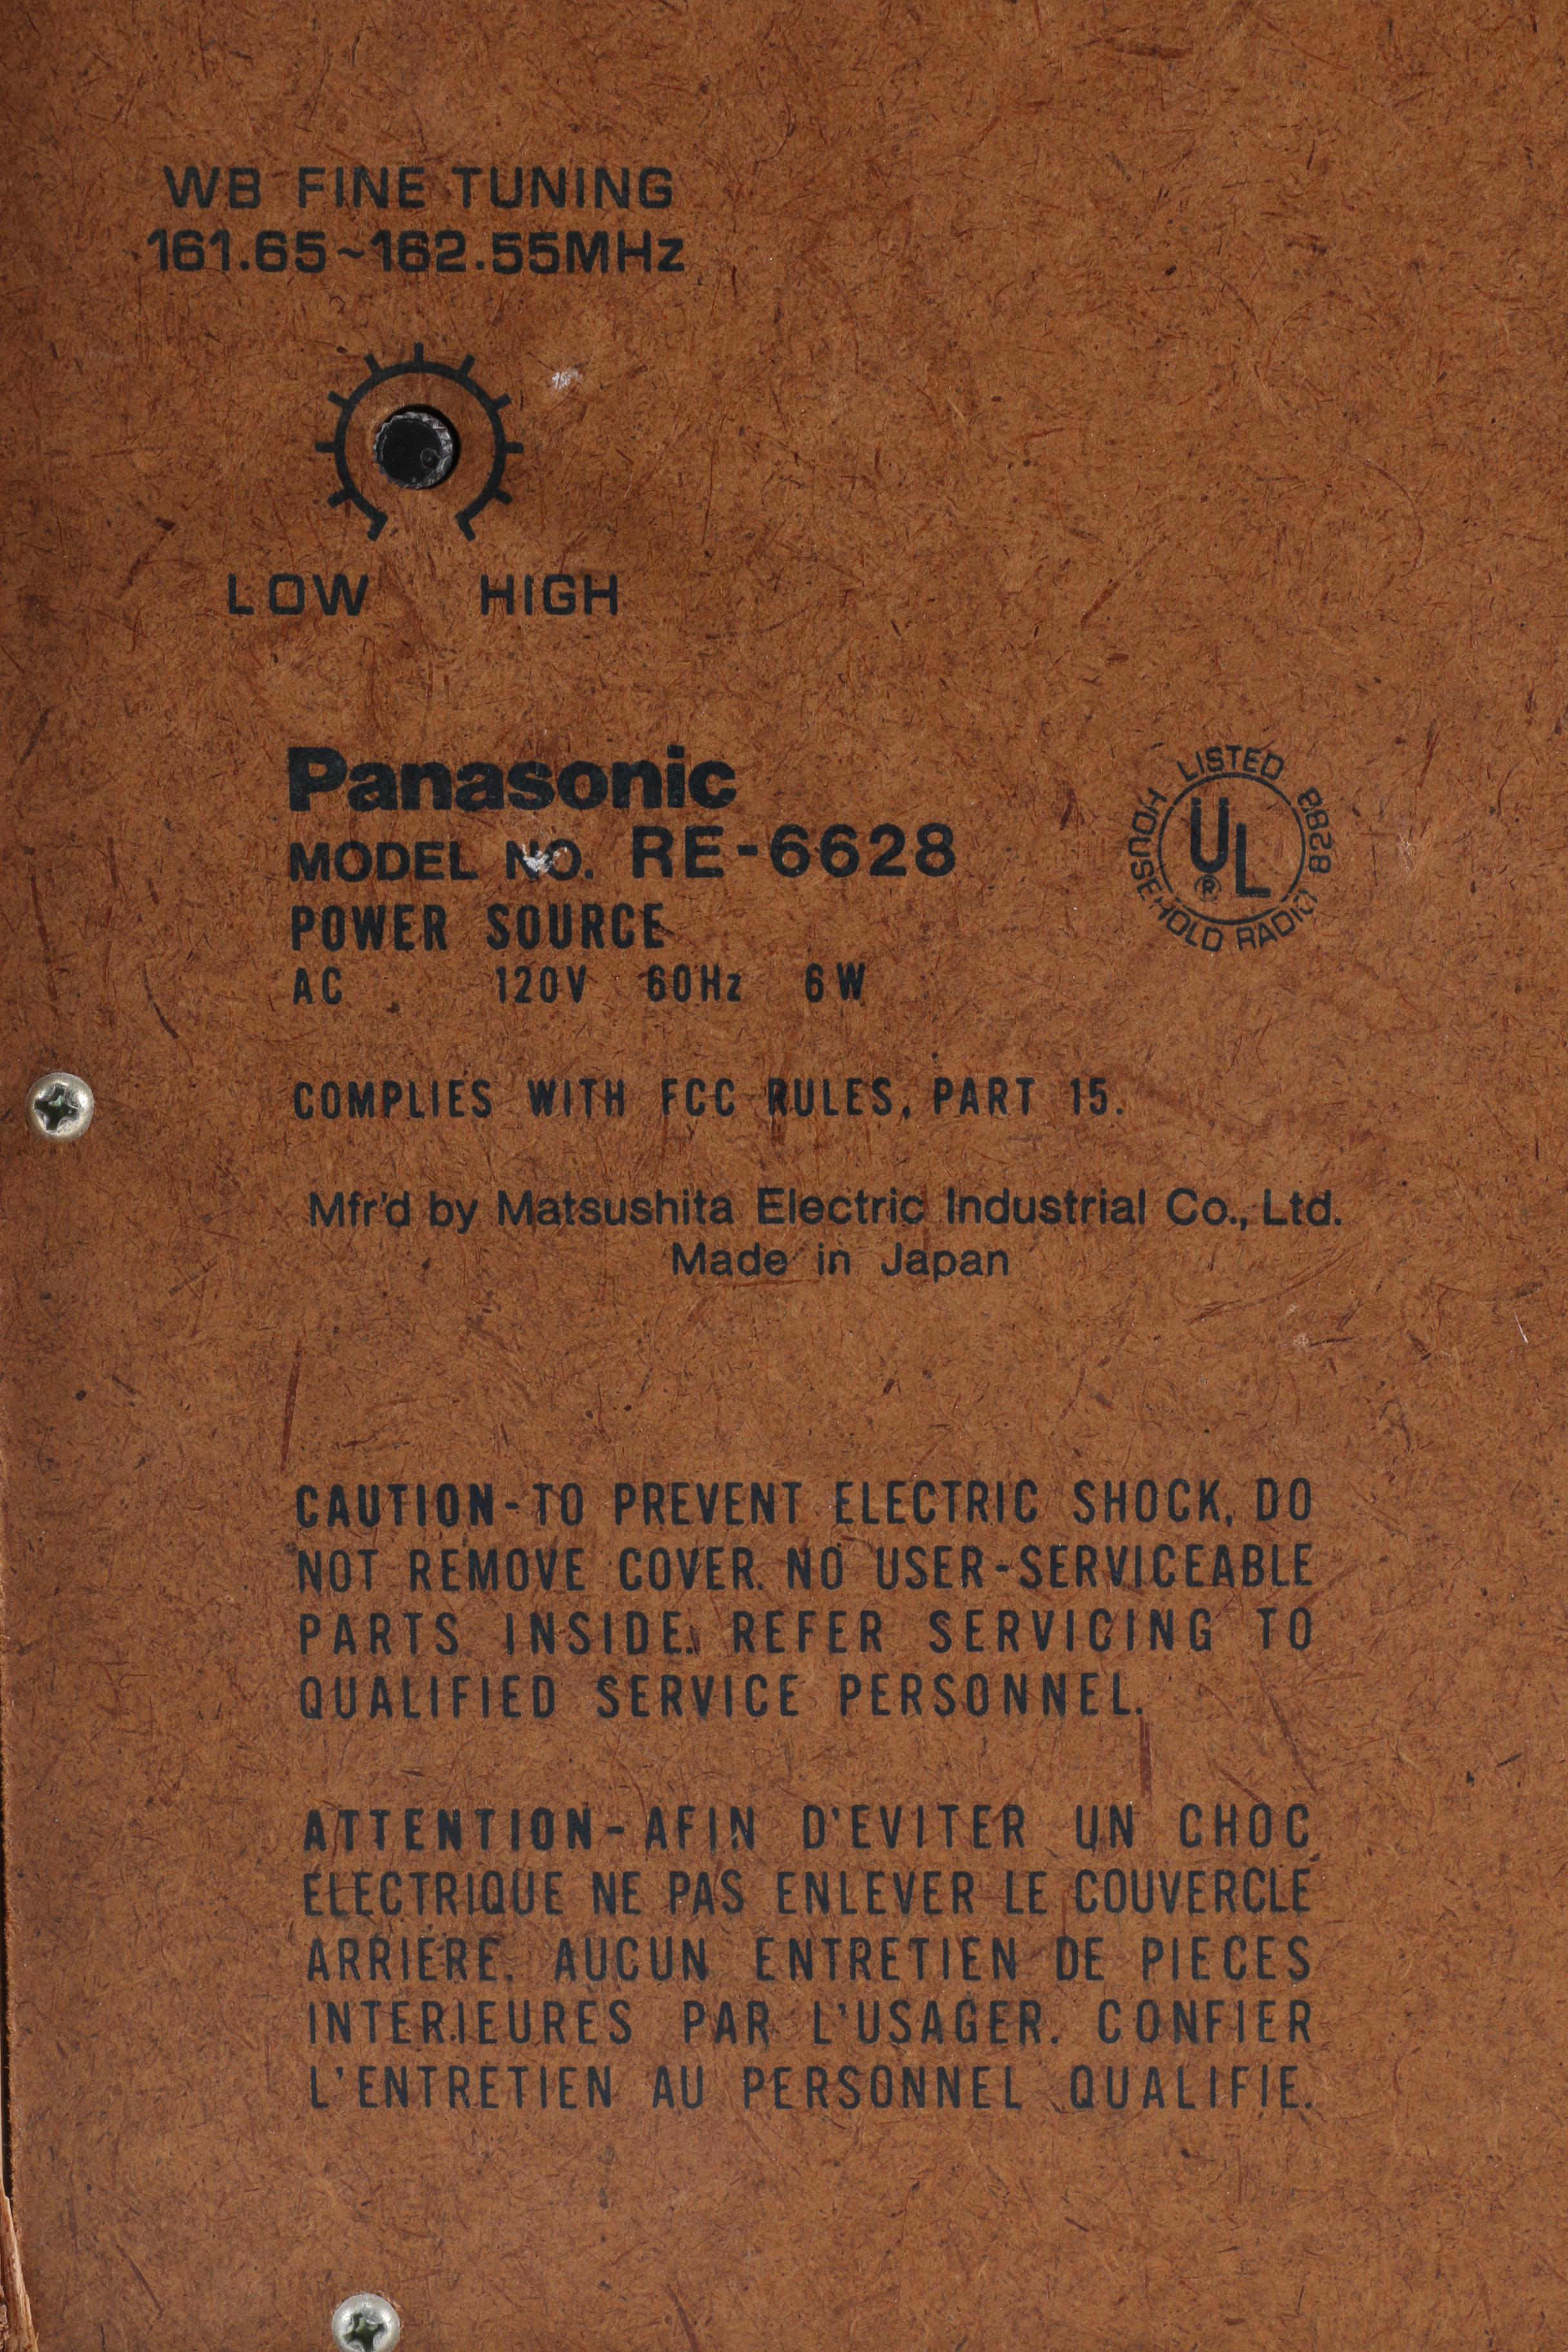 WB FINE TUNING
161.65~162.55MHz
LOW HIGH
Panasonic
MODEL NO. RE-6628
POWER SOURCE
AC 120V 60Hz 6W
LISTED
UL
®
HOUSEHOLD RADIO 8288
COMPLIES WITH FCC RULES, PART 15.
Mfr'd by Matsushita Electric Industrial Co., Ltd.
Made in Japan
CAUTION-TO PREVENT ELECTRIC SHOCK, DO
NOT REMOVE COVER. NO USER-SERVICEABLE
PARTS INSIDE. REFER SERVICING TO
QUALIFIED SERVICE PERSONNEL.
ATTENTION-AFIN D'EVITER UN CHOC
ELECTRIQUE NE PAS ENLEVER LE COUVERCLE
ARRIERE. AUCUN ENTRETIEN DE PIECES
INTERIEURES PAR L'USAGER. CONFIER
L'ENTRETIEN AU PERSONNEL QUALIFIE.